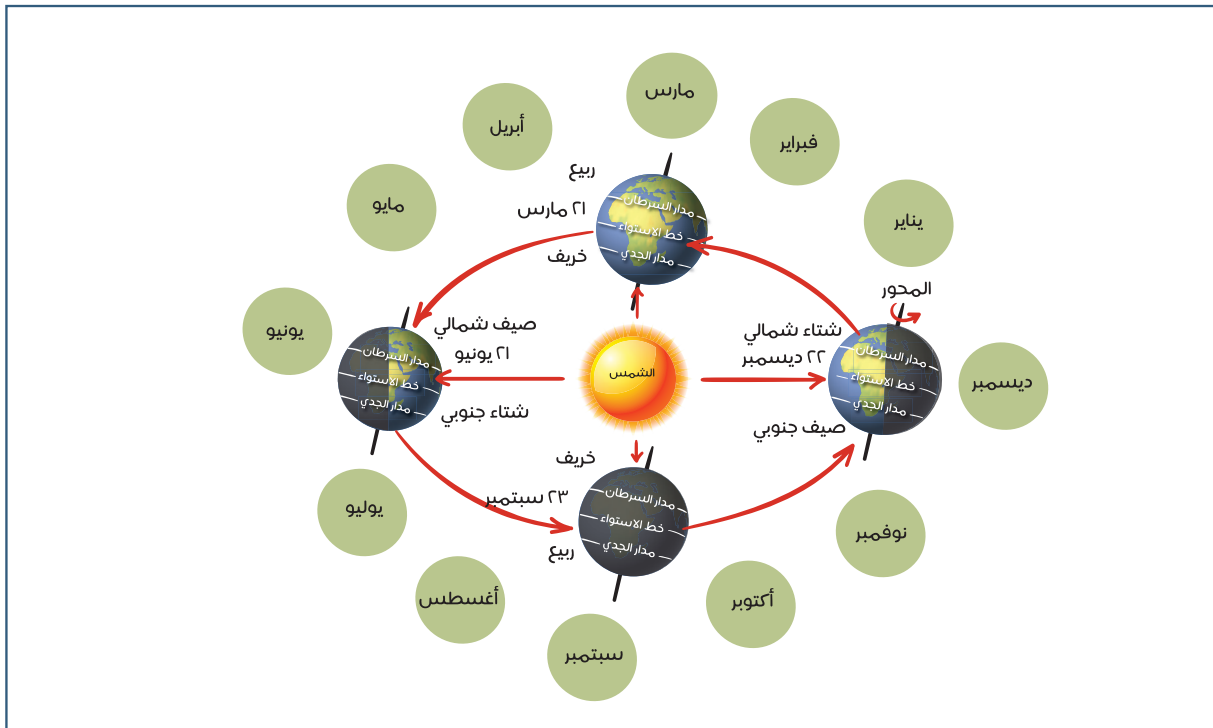 مارس
فبراير
أبريل
يناير
مايو
ربيع
٢١ مارس
خريف
مدار السرطان
خط الاستواء
مدار الجدي
المحور
يونيو
صيف شمالي
٢١ يونيو
شتاء جنوبي
مدار السرطان
خط الاستواء
مدار الجدي
الشمس
شتاء شمالي
٢٢ ديسمبر
صيف جنوبي
مدار السرطان
خط الاستواء
مدار الجدي
ديسمبر
خريف
٢٣ سبتمبر
ربيع
مدار السرطان
خط الاستواء
مدار الجدي
يوليو
نوفمبر
أغسطس
أكتوبر
سبتمبر